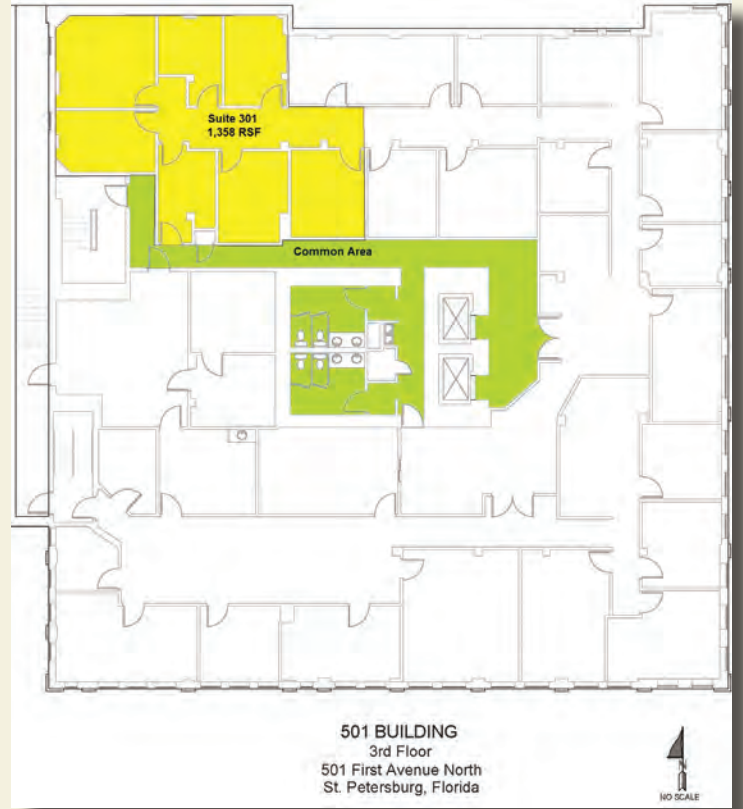 Suite 301
1,358 RSF
Common Area
501 BUILDING
3rd Floor
501 First Avenue North
St. Petersburg, Florida
N
NO SCALE